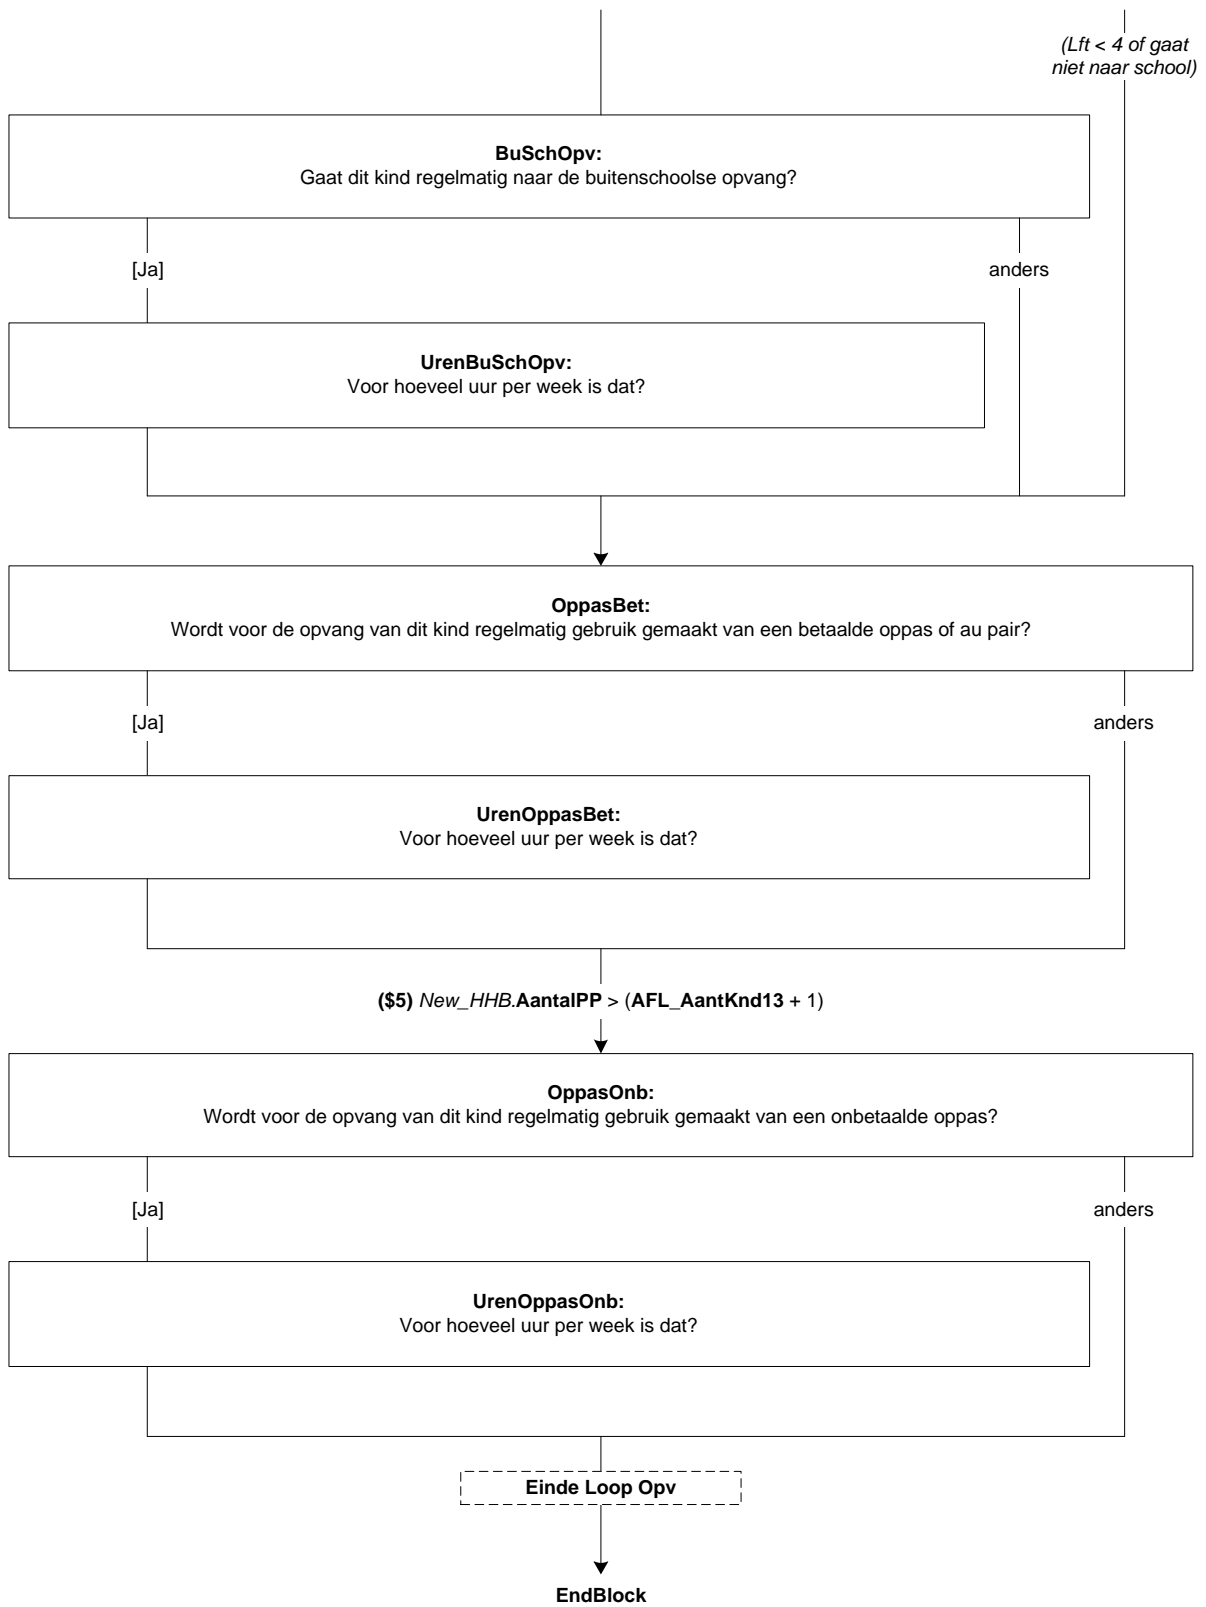 (Lft < 4 of gaat
niet naar school)
BuSchOpv:
Gaat dit kind regelmatig naar de buitenschoolse opvang?
[Ja]
anders
UrenBuSchOpv:
Voor hoeveel uur per week is dat?
OppasBet:
Wordt voor de opvang van dit kind regelmatig gebruik gemaakt van een betaalde oppas of au pair?
[Ja]
anders
UrenOppasBet:
Voor hoeveel uur per week is dat?
($5) New_HHB.AantalPP > (AFL_AantKnd13 + 1)
OppasOnb:
Wordt voor de opvang van dit kind regelmatig gebruik gemaakt van een onbetaalde oppas?
[Ja]
anders
UrenOppasOnb:
Voor hoeveel uur per week is dat?
Einde Loop Opv
EndBlock